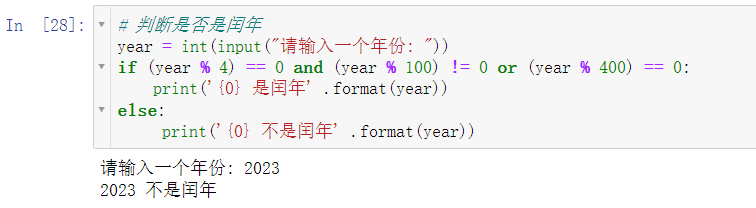 In [28]:
# 判断是否是闰年
year = int(input("请输入一个年份: "))
if (year % 4) == 0 and (year % 100) != 0 or (year % 400) == 0:
    print('{0} 是闰年' .format(year))
else:
     print('{0} 不是闰年' .format(year))
请输入一个年份: 2023
2023 不是闰年